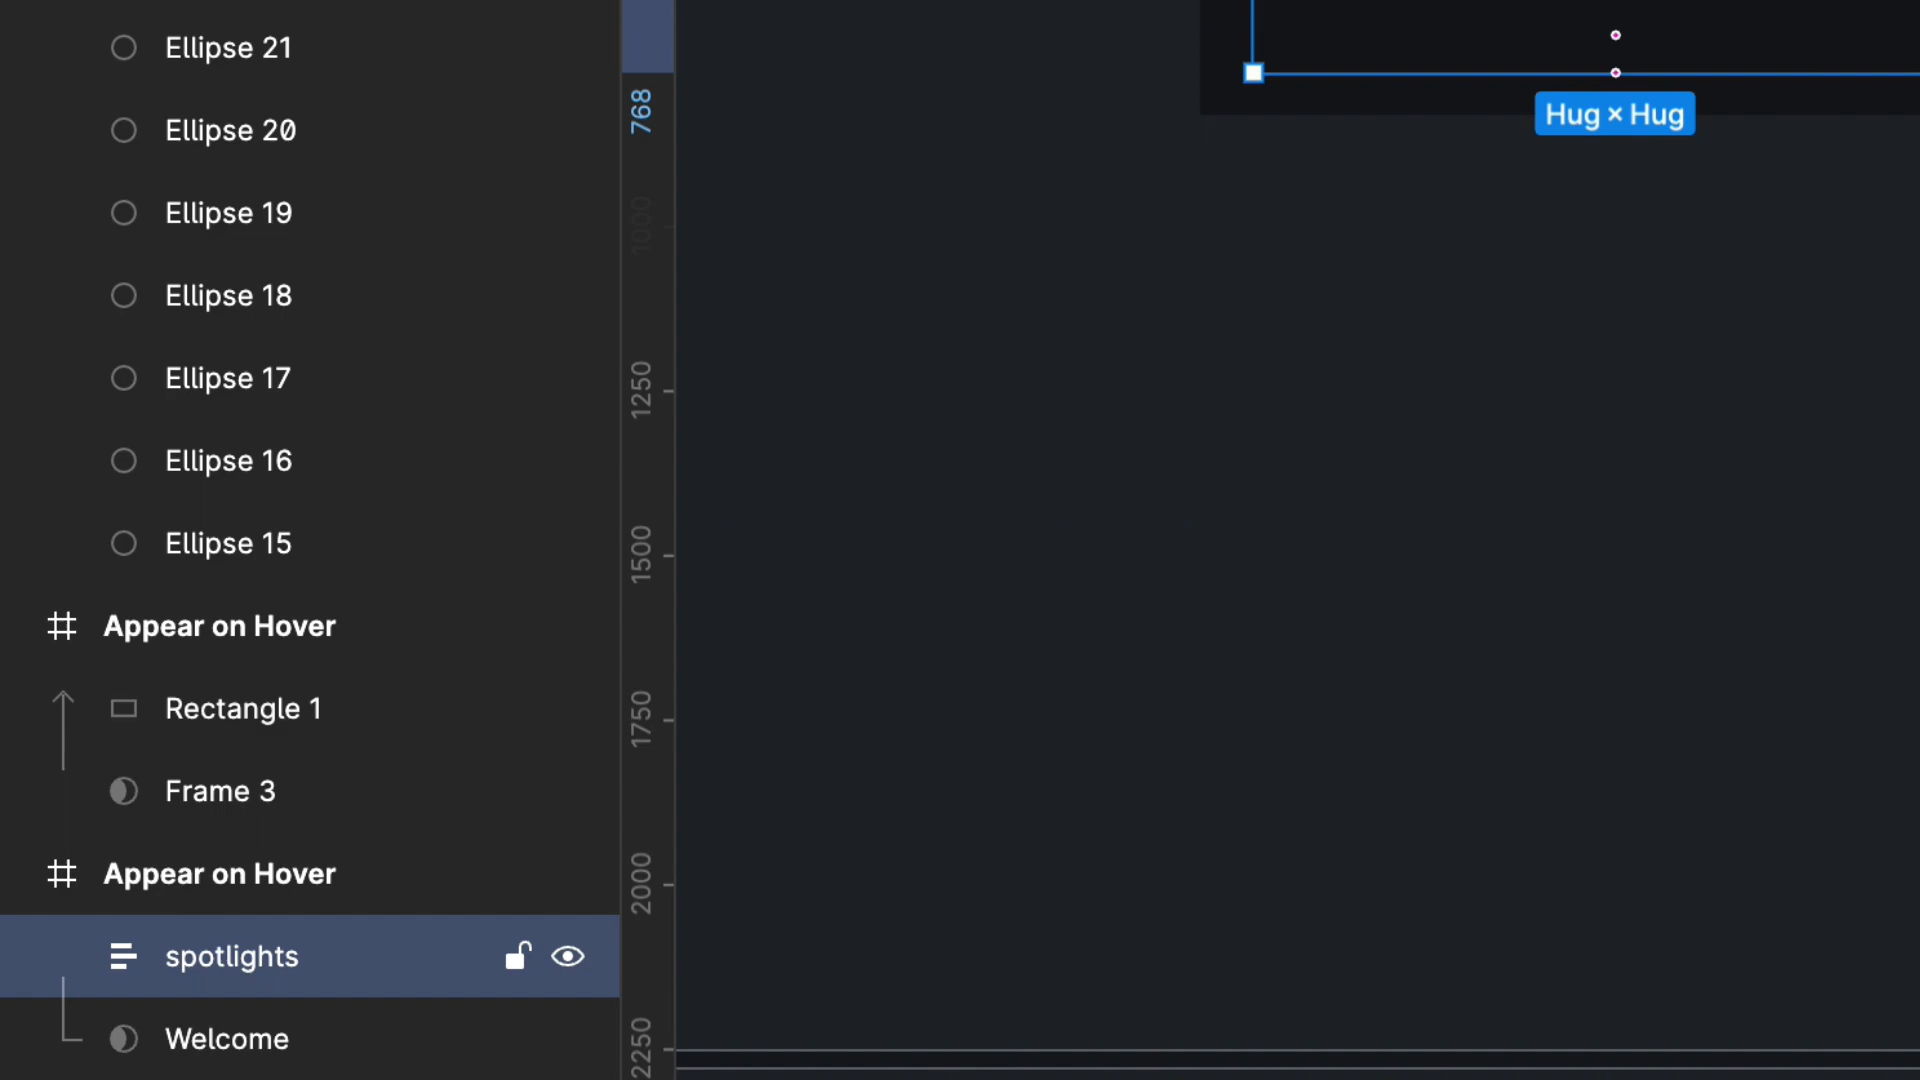 Ellipse 21
Ellipse 20
Ellipse 19
Ellipse 18
Ellipse 17
Ellipse 16
Ellipse 15
Appear on Hover
Rectangle 1
Frame 3
Appear on Hover
spotlights
Welcome
768
1000
1250
1500
1750
2000
2250
Hug × Hug